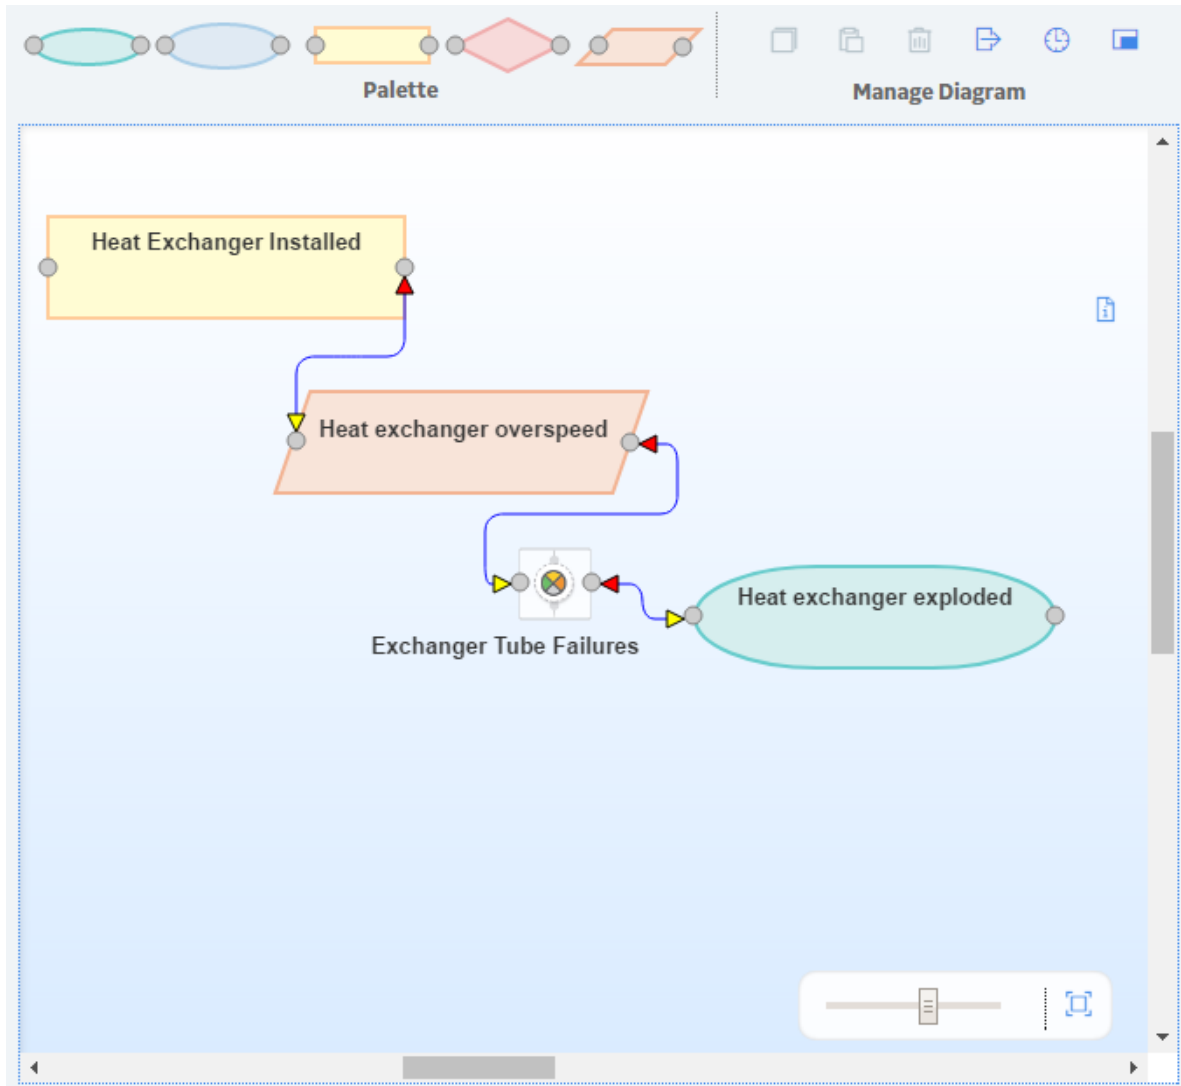 Palette
Manage Diagram
Heat Exchanger Installed
Heat exchanger overspeed
Heat exchanger exploded
Exchanger Tube Failures